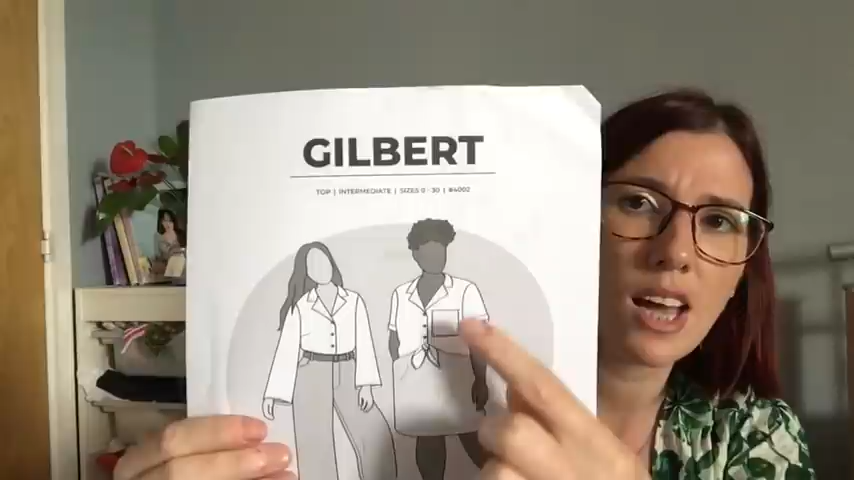 GILBERT
TOP | INTERMEDIATE | SIZES 0 - 30 | #4002